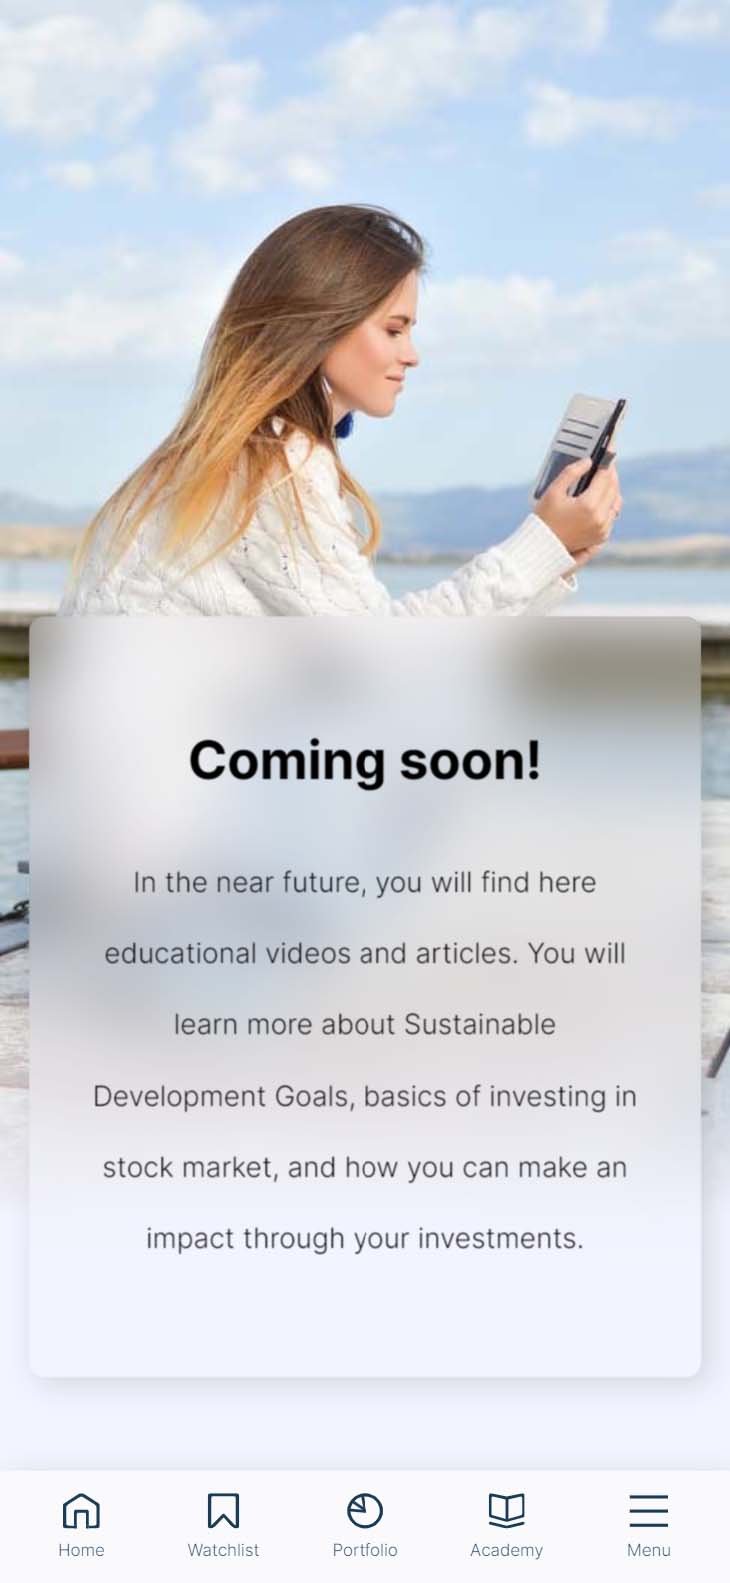 Coming soon!
In the near future, you will find here
educational videos and articles. You will
learn more about Sustainable
Development Goals, basics of investing in
stock market, and how you can make an
impact through your investments.
Home
Watchlist
Portfolio
Academy
Menu